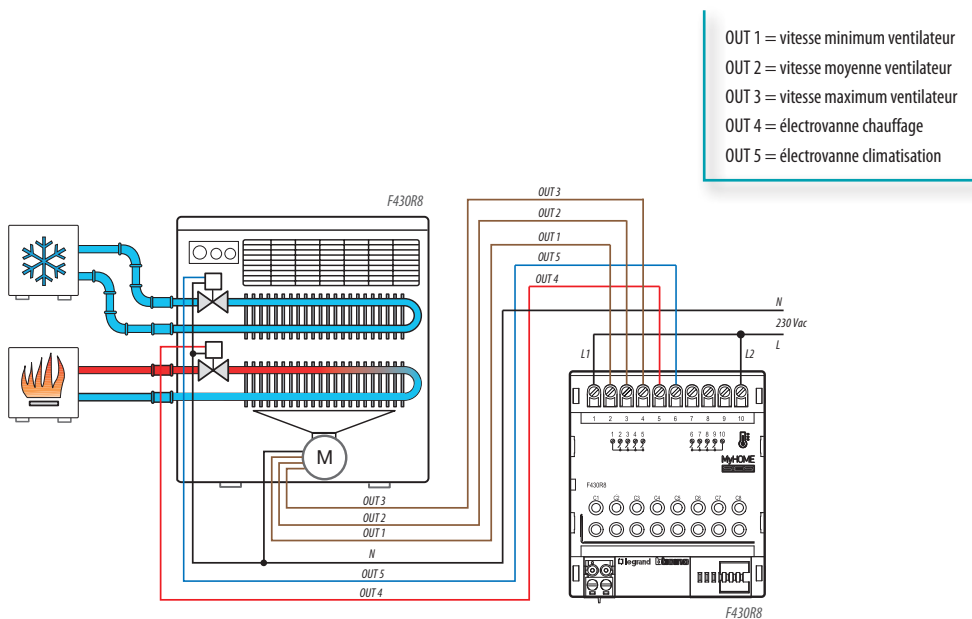 OUT 1 = vitesse minimum ventilateur
OUT 2 = vitesse moyenne ventilateur
OUT 3 = vitesse maximum ventilateur
OUT 4 = électrovanne chauffage
OUT 5 = électrovanne climatisation
F430R8
OUT 3
OUT 2
OUT 1
OUT 5
OUT 4
N
230 Vac
L
L1
L2
1 2 3 4 5 6 7 8 9 10
1 2 3 4 5
6 7 8 9 10
MyHOME
F430R8
C1 C2 C3 C4 C5 C6 C7 C8
M
OUT 3
OUT 2
OUT 1
N
OUT 5
OUT 4
legrand
F430R8